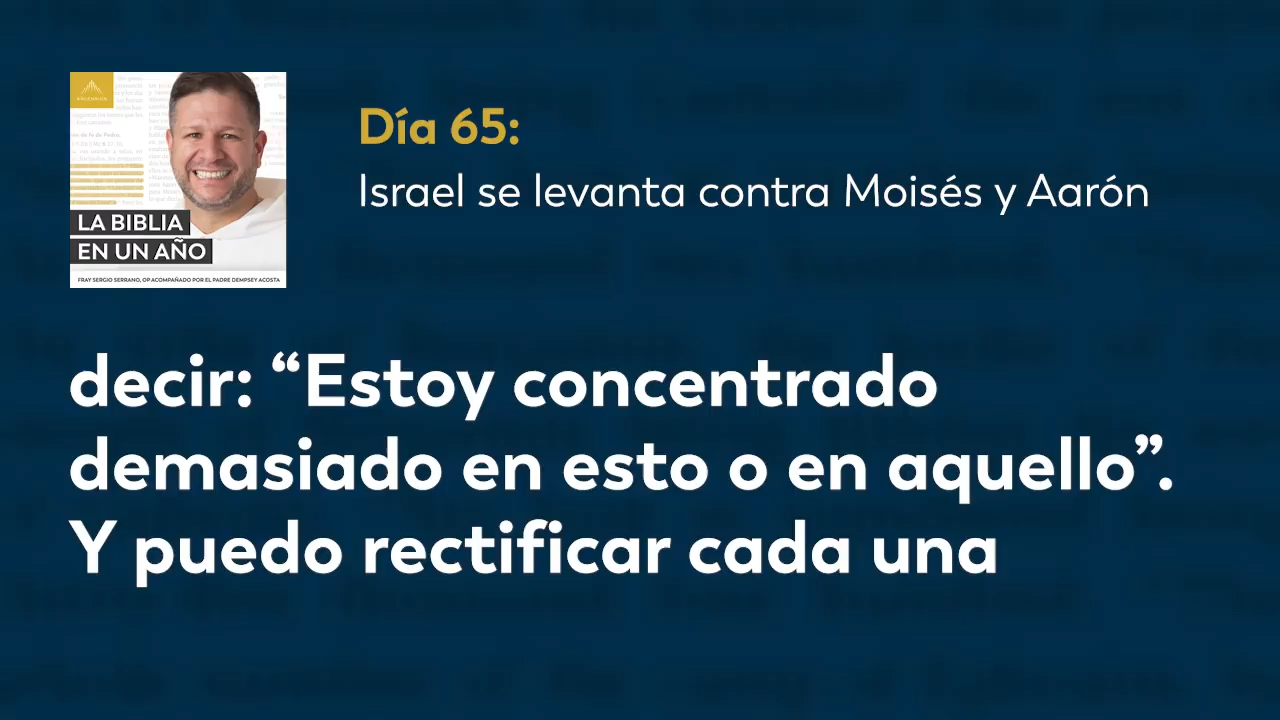 ASCENSION
LA BIBLIA
EN UN AÑO
FRAY SERGIO SERRANO, OP ACOMPAÑADO POR EL PADRE DEMPSEY ACOSTA
Día 65:
Israel se levanta contra Moisés y Aarón
decir: “Estoy concentrado
demasiado en esto o en aquello”.
Y puedo rectificar cada una